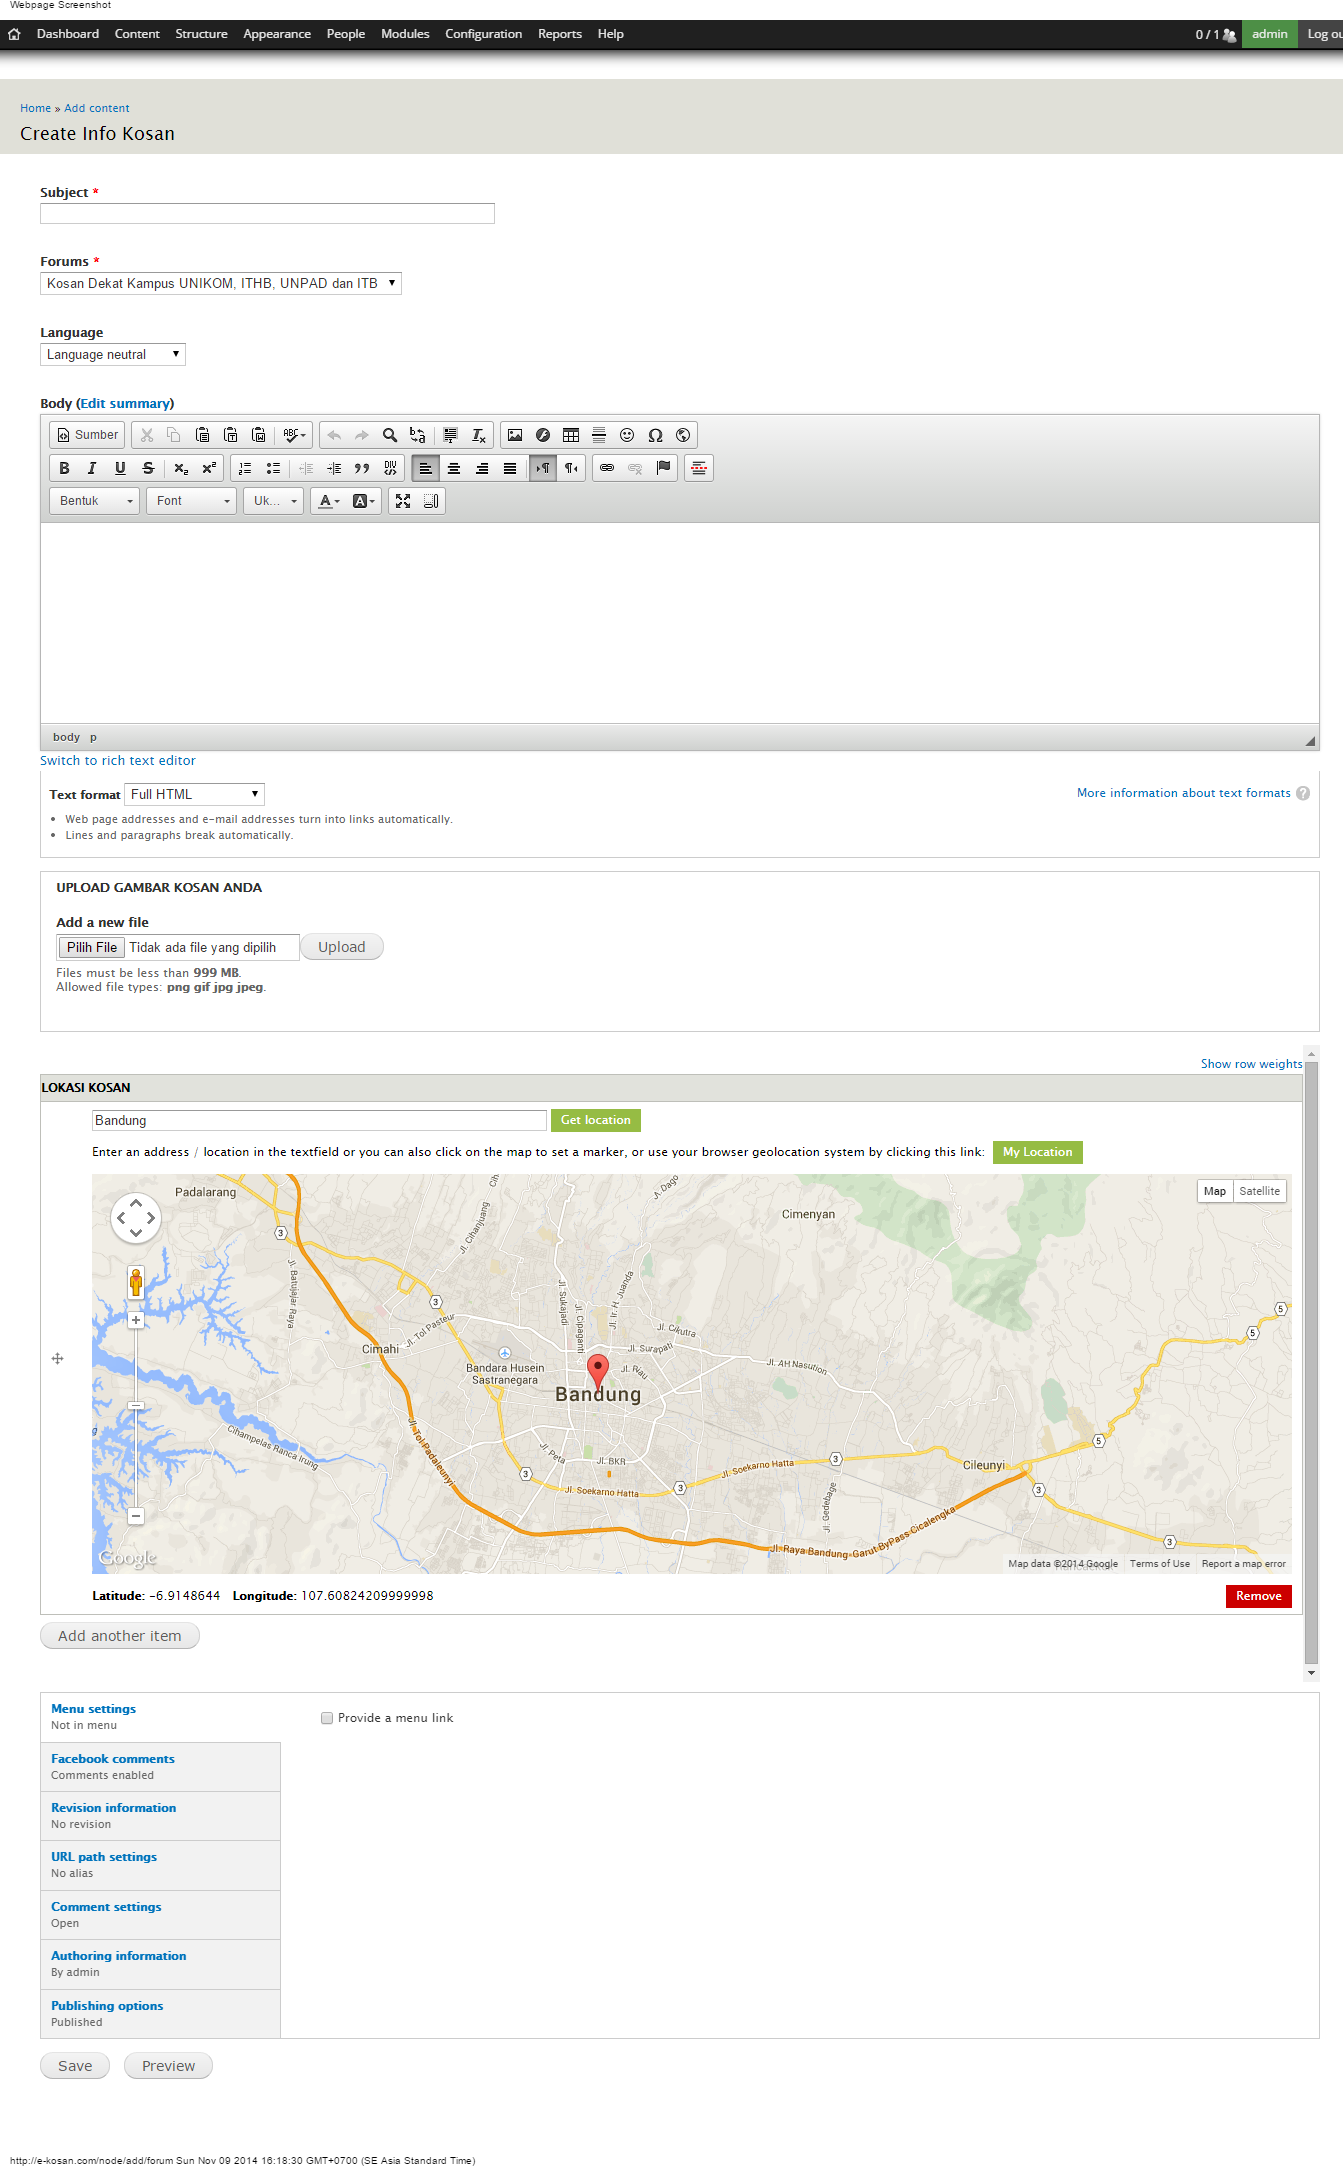 Webpage Screenshot
Dashboard Content Structure Appearance People Modules Configuration Reports Help 0 / 1 admin Log ou
Home » Add content
Create Info Kosan
Subject *
Forums *
Kosan Dekat Kampus UNIKOM, ITHB, UNPAD dan ITB
Language
Language neutral
Body (Edit summary)
Sumber
Bentuk Font Uk...
body p
Switch to rich text editor
Text format Full HTML More information about text formats
Web page addresses and e-mail addresses turn into links automatically.
Lines and paragraphs break automatically.
UPLOAD GAMBAR KOSAN ANDA
Add a new file
Pilih File Tidak ada file yang dipilih Upload
Files must be less than 999 MB.
Allowed file types: png gif jpg jpeg.
Show row weights
LOKASI KOSAN
Bandung Get location
Enter an address / location in the textfield or you can also click on the map to set a marker, or use your browser geolocation system by clicking this link: My Location
Padalarang
Map Satellite
Cimenyan
Jl. Cihanjuang
Jl. Batujajar Raya
Jl. Sukajadi
Jl. Cipaganti
Jl. Ir. H. Juanda
Jl. Tol Pasteur
Jl. Cikutra
Cimahi
Jl. Surapati
Bandara Husein Sastranegara
Jl. Riau
Jl. AH Nasution
Bandung
Cihampelas Ranca Irung
Jl. Tol Padaleunyi
Jl. Peta
Jl. BKR
Jl. Soekarno Hatta
Cileunyi
Jl. Soekarno Hatta
Jl. Gedebage
Jl. Raya Bandung-Garut ByPass Cicalengka
Google
Map data ©2014 Google Terms of Use Report a map error
Latitude: -6.9148644 Longitude: 107.60824209999998 Remove
Add another item
Menu settings
Not in menu
Provide a menu link
Facebook comments
Comments enabled
Revision information
No revision
URL path settings
No alias
Comment settings
Open
Authoring information
By admin
Publishing options
Published
Save Preview
http://e-kosan.com/node/add/forum Sun Nov 09 2014 16:18:30 GMT+0700 (SE Asia Standard Time)